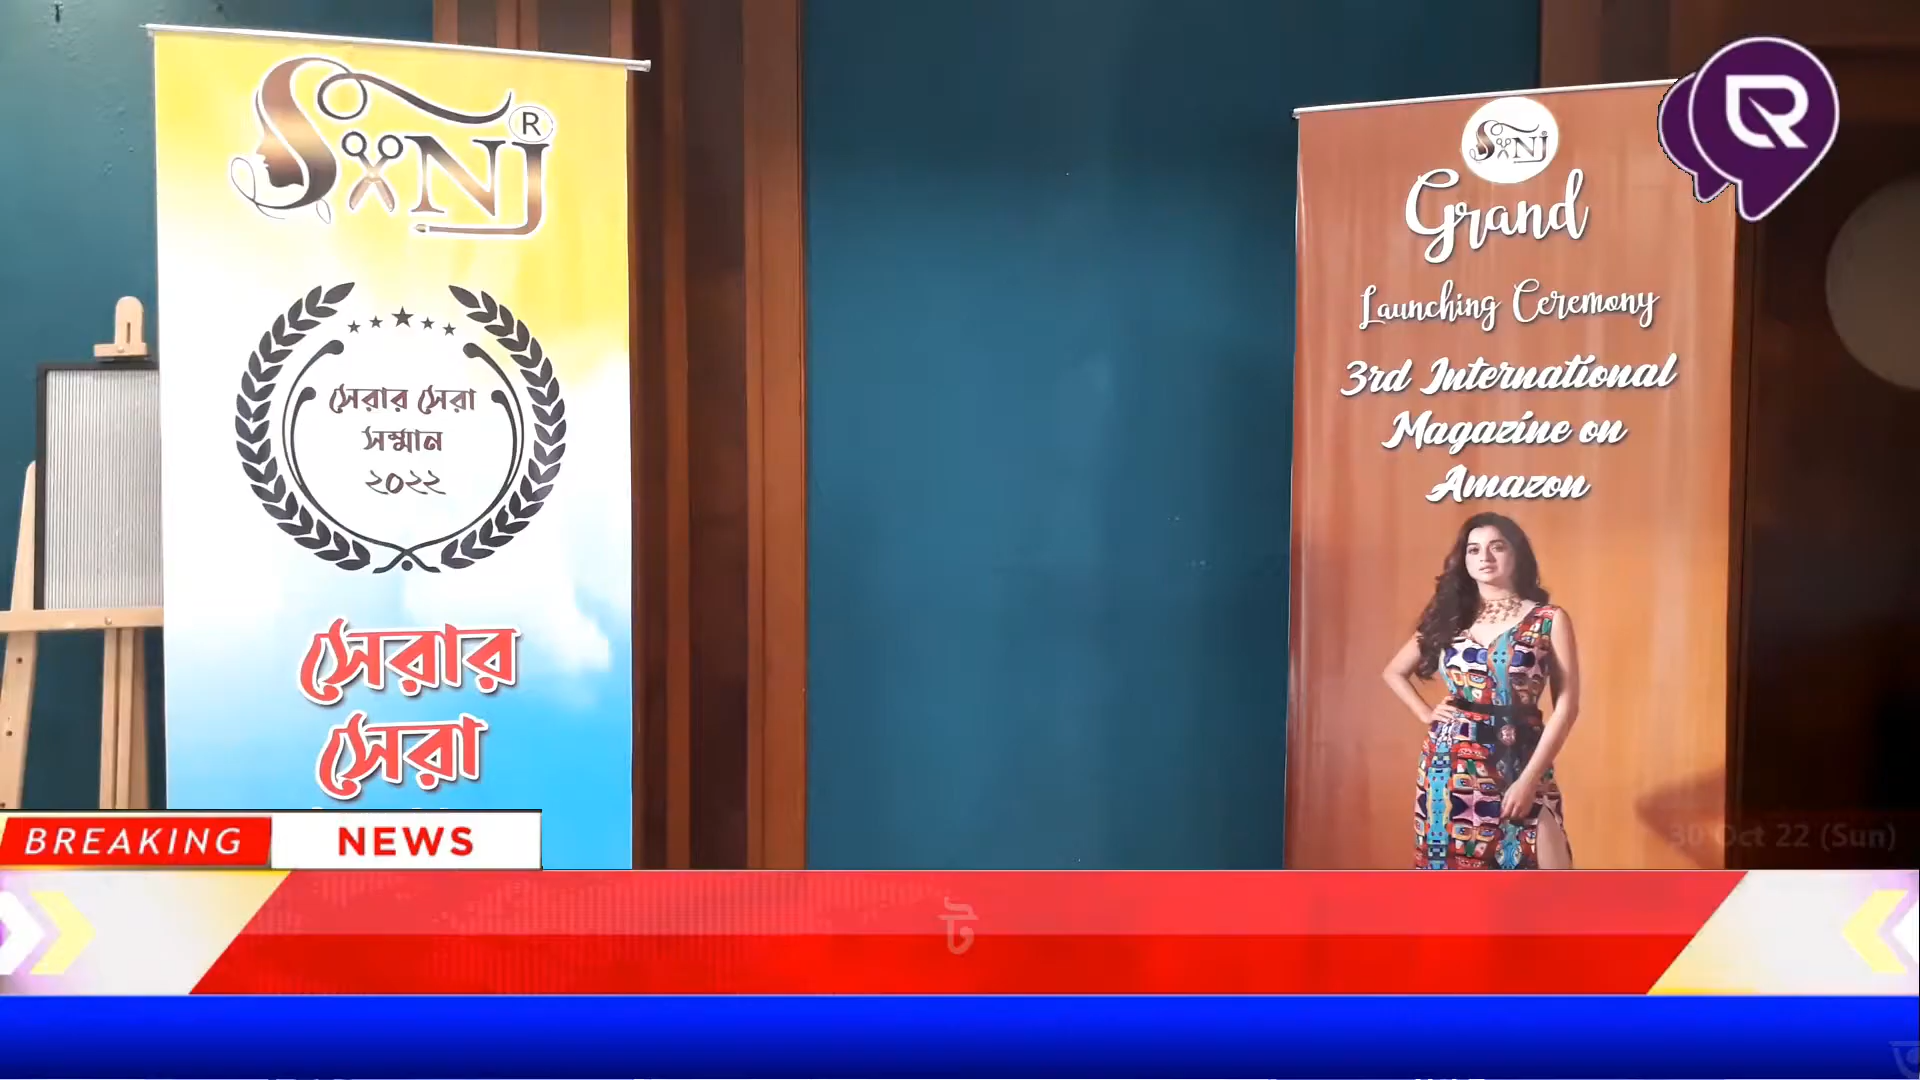 SNJ®
সেরার সেরা
সম্মান
২০২২
সেরার
সেরা
SNJ
Grand
Launching Ceremony
3rd International
Magazine on
Amazon
30 Oct 22 (Sun)
BREAKING NEWS
ট